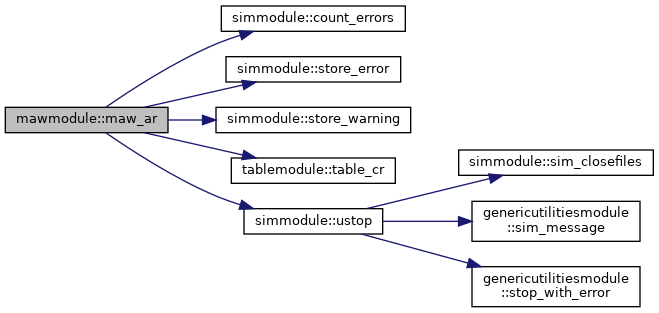 simmodule::count_errors
simmodule::store_error
mawmodule::maw_ar
simmodule::store_warning
tablemodule::table_cr
simmodule::ustop
simmodule::sim_closefiles
genericutilitiesmodule
::sim_message
genericutilitiesmodule
::stop_with_error